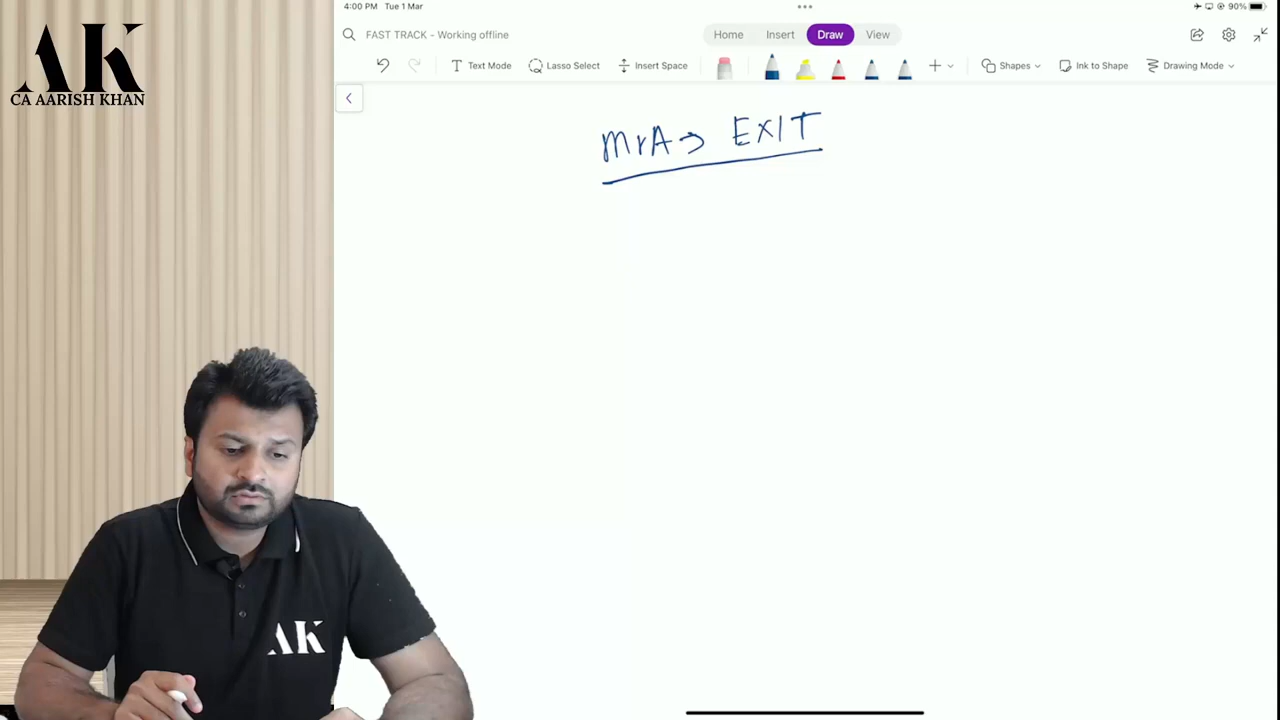 4:00 PM Tue 1 Mar
90%
AK
CA AARISH KHAN
FAST TRACK - Working offline
Home Insert Draw View
Text Mode Lasso Select Insert Space Shapes Ink to Shape Drawing Mode
Mr A → EXIT
AK